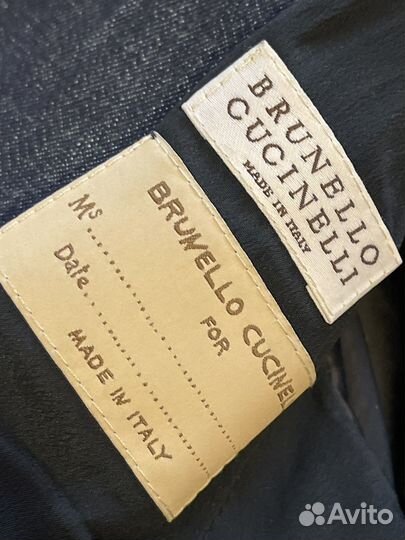 BRUNELLO
CUCINELLI
MADE IN ITALY
BRUNELLO CUCINEL
FOR
Ms..............
Date..............
MADE IN ITALY
Avito